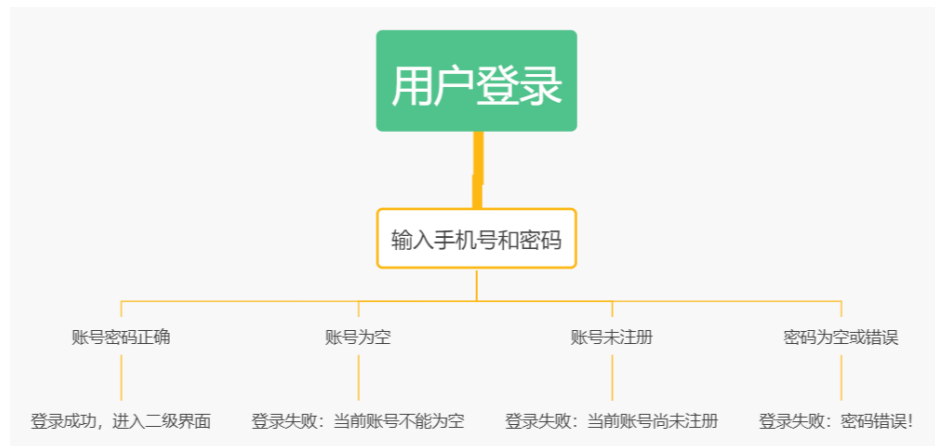 用户登录
输入手机号和密码
账号密码正确
账号为空
账号未注册
密码为空或错误
登录成功，进入二级界面
登录失败：当前账号不能为空
登录失败：当前账号尚未注册
登录失败：密码错误！